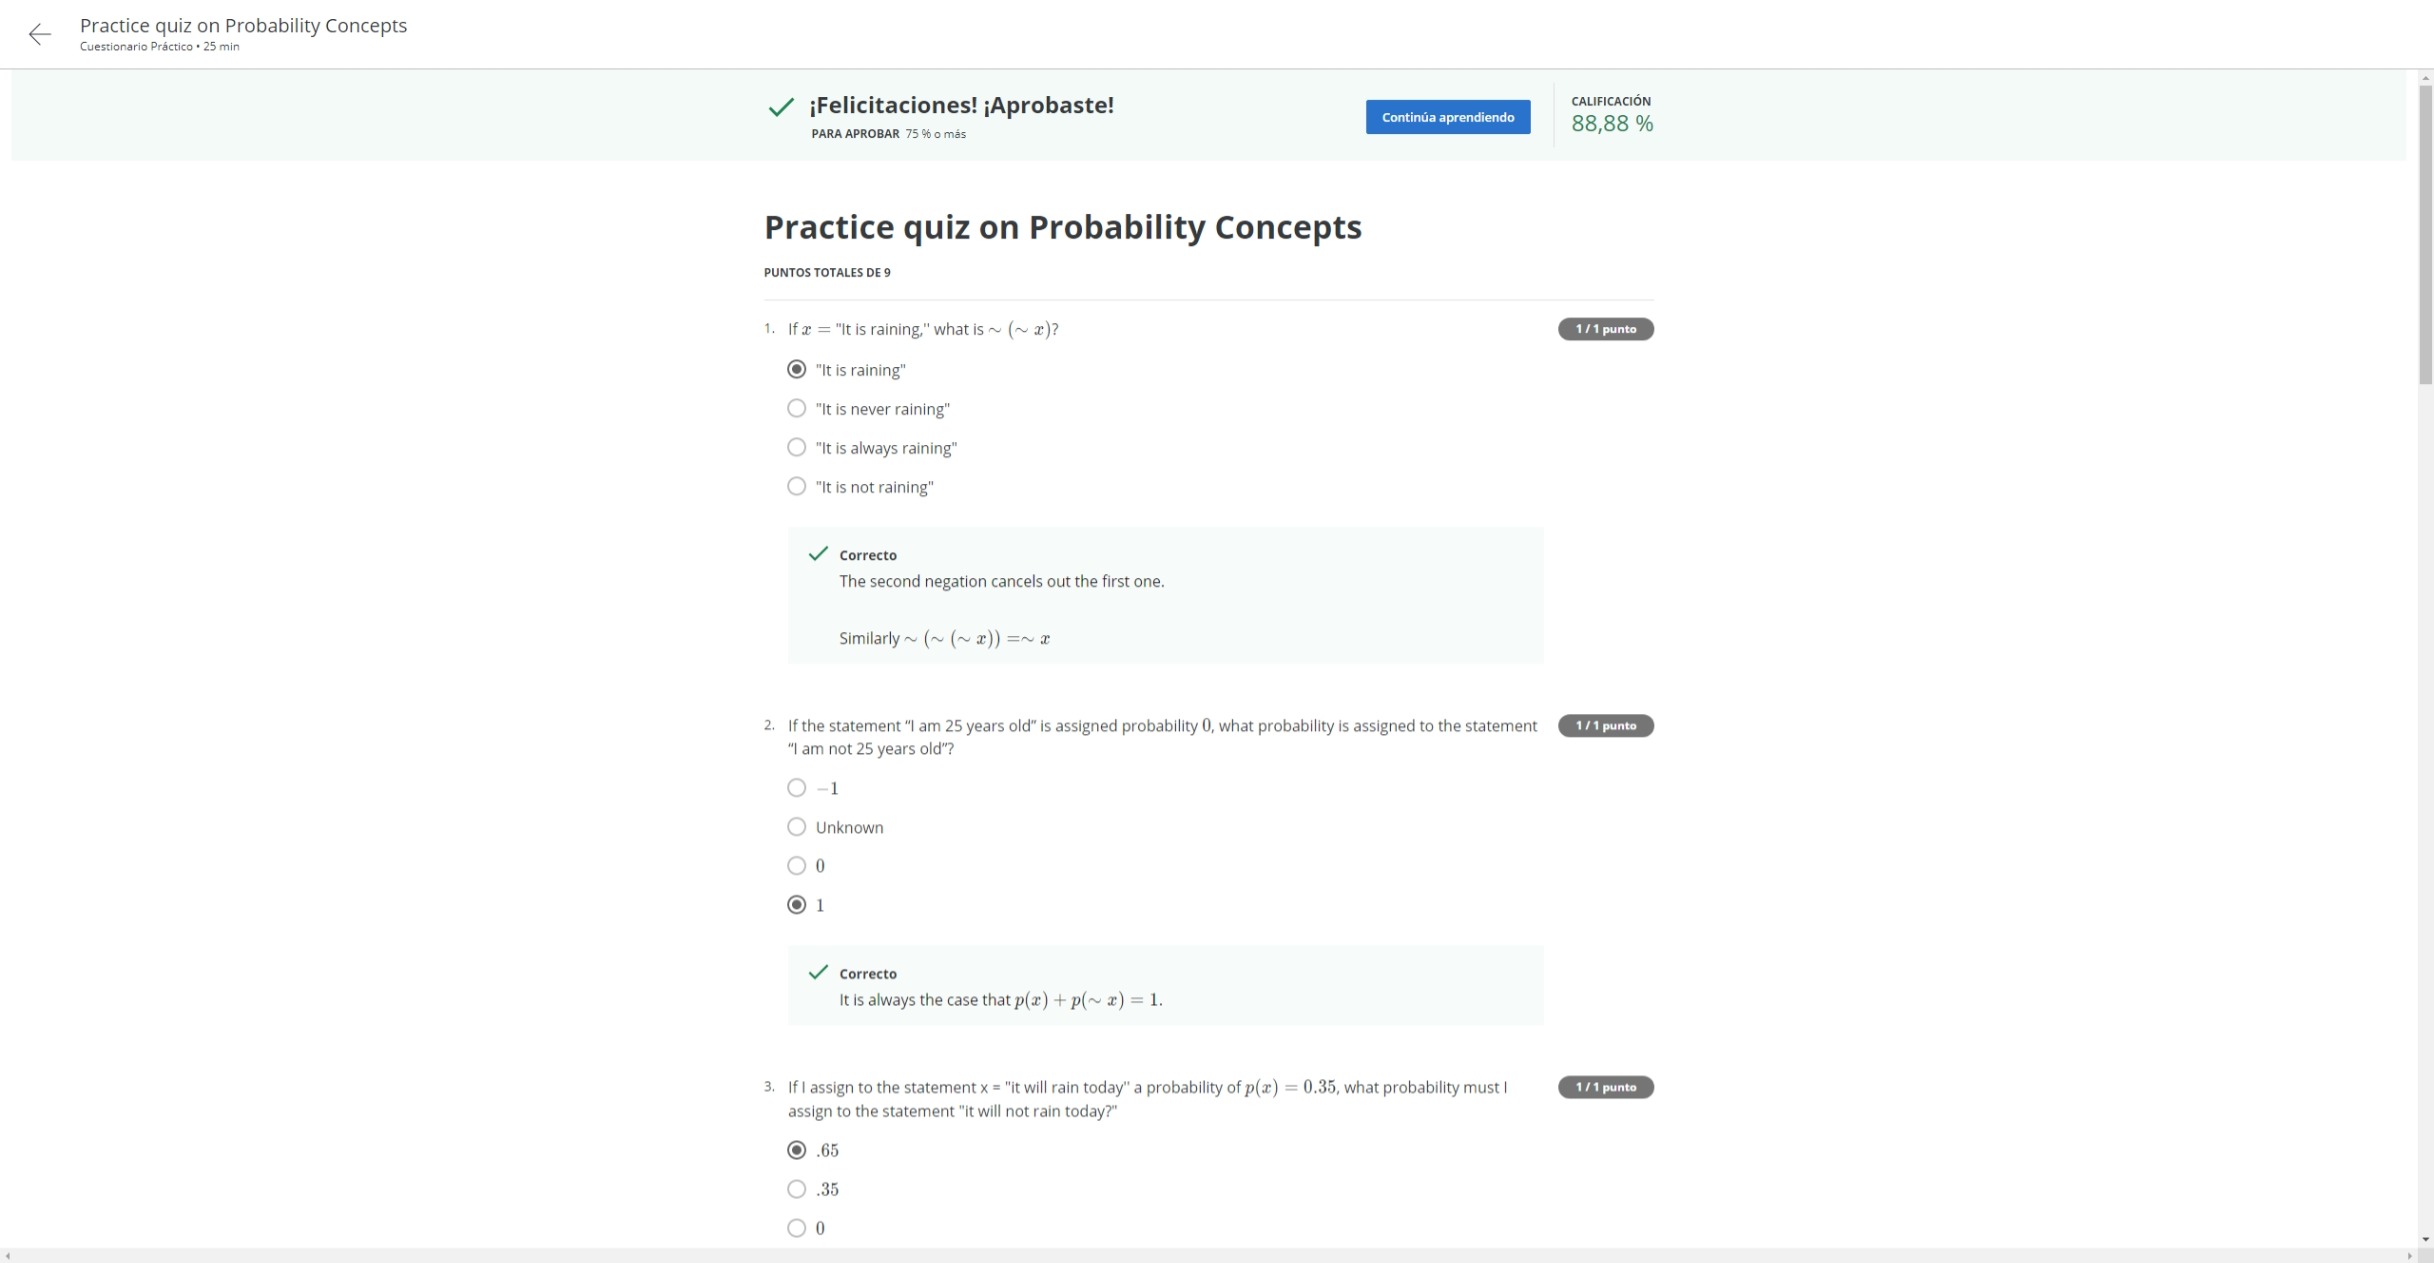 Practice quiz on Probability Concepts
Cuestionario Práctico • 25 min
¡Felicitaciones! ¡Aprobaste!
PARA APROBAR 75 % o más
Continúa aprendiendo
CALIFICACIÓN
88,88 %
Practice quiz on Probability Concepts
PUNTOS TOTALES DE 9
1. If x = "It is raining," what is ∼ (∼ x)?
1 / 1 punto
"It is raining"
"It is never raining"
"It is always raining"
"It is not raining"
Correcto
The second negation cancels out the first one.
Similarly ∼ (∼ (∼ x)) =∼ x
2. If the statement “I am 25 years old” is assigned probability 0, what probability is assigned to the statement
“I am not 25 years old”?
1 / 1 punto
−1
Unknown
0
1
Correcto
It is always the case that p(x) + p(∼ x) = 1.
3. If I assign to the statement x = "it will rain today" a probability of p(x) = 0.35, what probability must I
assign to the statement "it will not rain today?"
1 / 1 punto
.65
.35
0